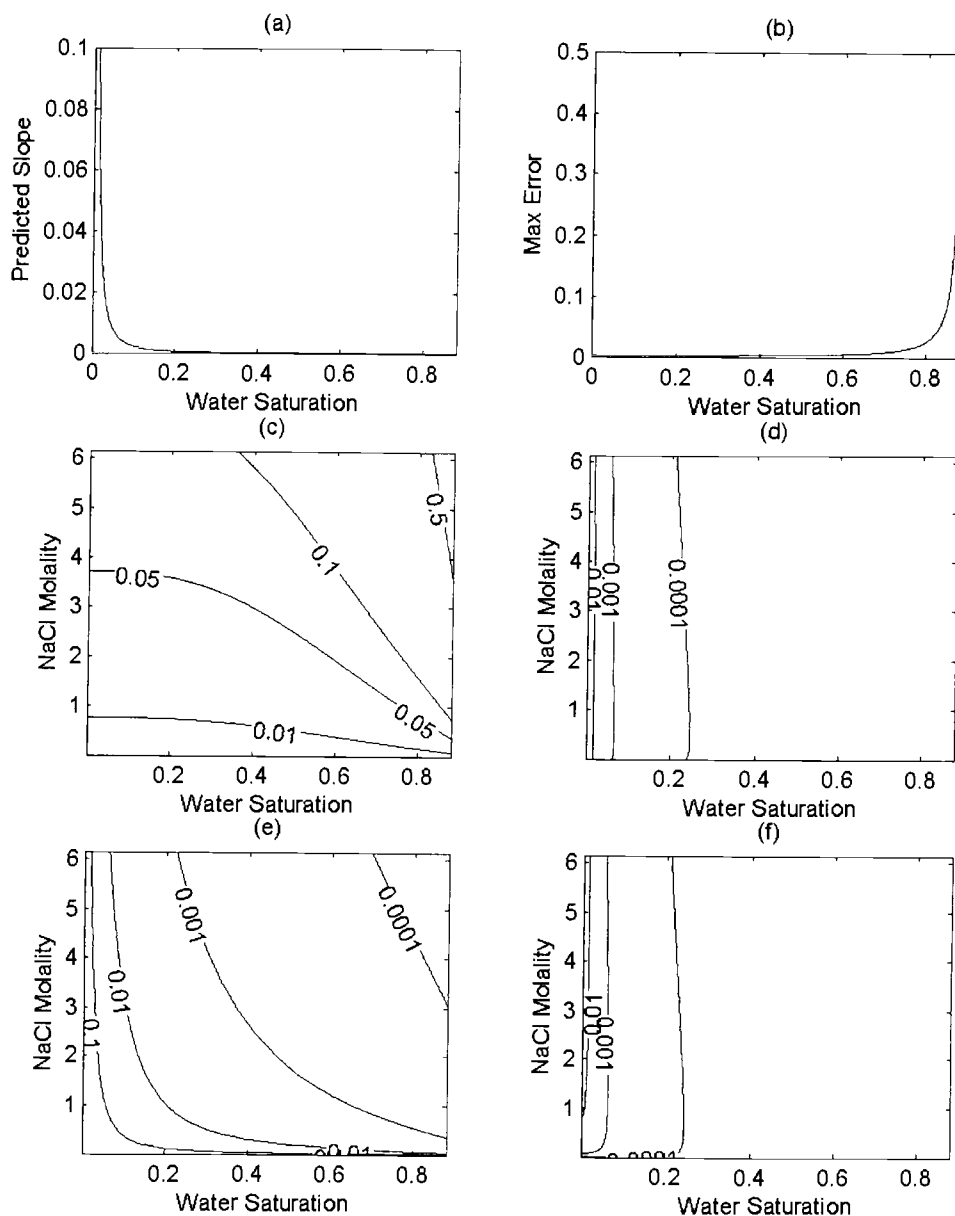 (a)
0.1
0.08
0.06
0.04
0.02
0
Predicted Slope
0 0.2 0.4 0.6 0.8
Water Saturation
(b)
0.5
0.4
0.3
0.2
0.1
0
Max Error
0 0.2 0.4 0.6 0.8
Water Saturation
(c)
6
5
4
3
2
1
NaCl Molality
0.5
0.1
0.05
0.05
0.01
0.2 0.4 0.6 0.8
Water Saturation
(d)
6
5
4
3
2
1
NaCl Molality
0.01
0.001
0.0001
0.2 0.4 0.6 0.8
Water Saturation
(e)
6
5
4
3
2
1
NaCl Molality
0.1
0.01
0.001
0.0001
0.01
0.2 0.4 0.6 0.8
Water Saturation
(f)
6
5
4
3
2
1
NaCl Molality
0.01
0.001
0.0001
0.2 0.4 0.6 0.8
Water Saturation